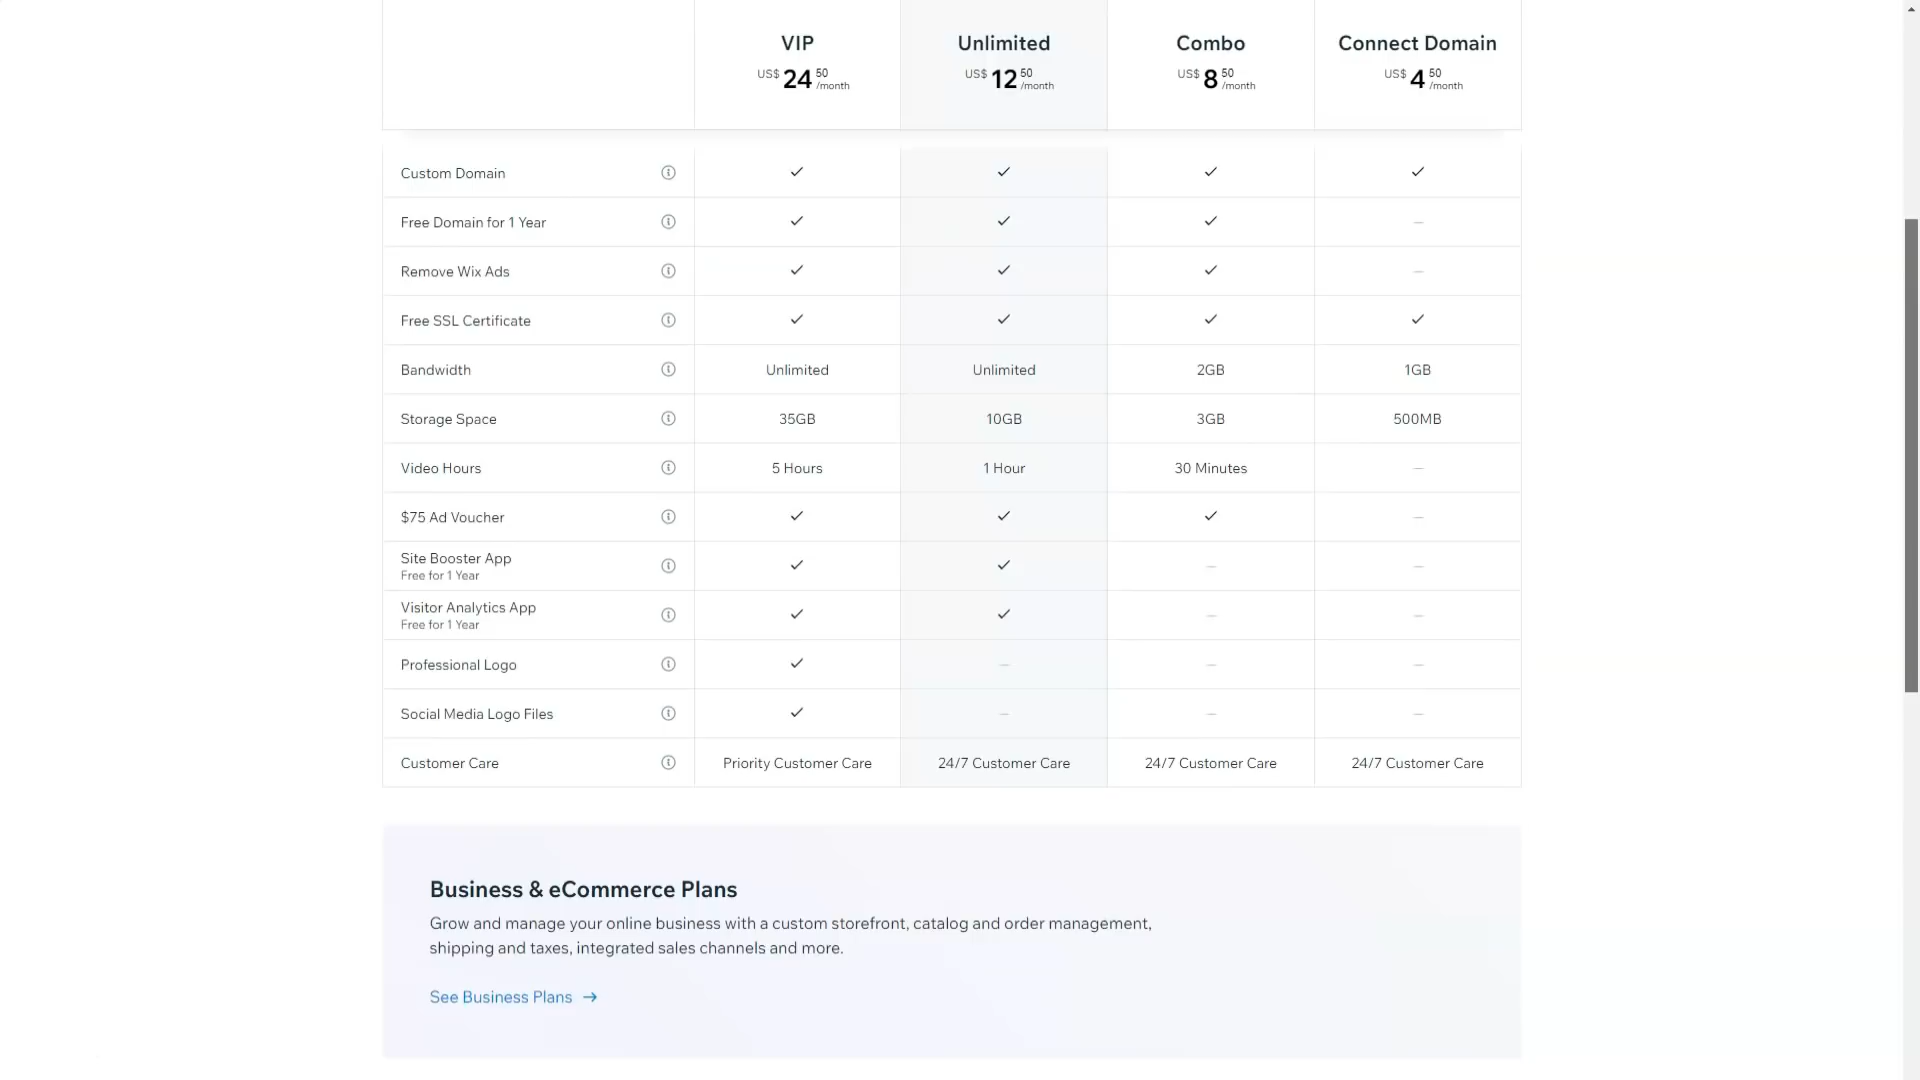 VIP Unlimited Combo Connect Domain
US$ 24 50 /month US$ 12 50 /month US$ 8 50 /month US$ 4 50 /month
Custom Domain ✓ ✓ ✓ ✓
Free Domain for 1 Year ✓ ✓ ✓ —
Remove Wix Ads ✓ ✓ ✓ —
Free SSL Certificate ✓ ✓ ✓ ✓
Bandwidth Unlimited Unlimited 2GB 1GB
Storage Space 35GB 10GB 3GB 500MB
Video Hours 5 Hours 1 Hour 30 Minutes —
$75 Ad Voucher ✓ ✓ ✓ —
Site Booster App ✓ ✓ — —
Free for 1 Year
Visitor Analytics App ✓ ✓ — —
Free for 1 Year
Professional Logo ✓ — — —
Social Media Logo Files ✓ — — —
Customer Care Priority Customer Care 24/7 Customer Care 24/7 Customer Care 24/7 Customer Care
Business & eCommerce Plans
Grow and manage your online business with a custom storefront, catalog and order management,
shipping and taxes, integrated sales channels and more.
See Business Plans →